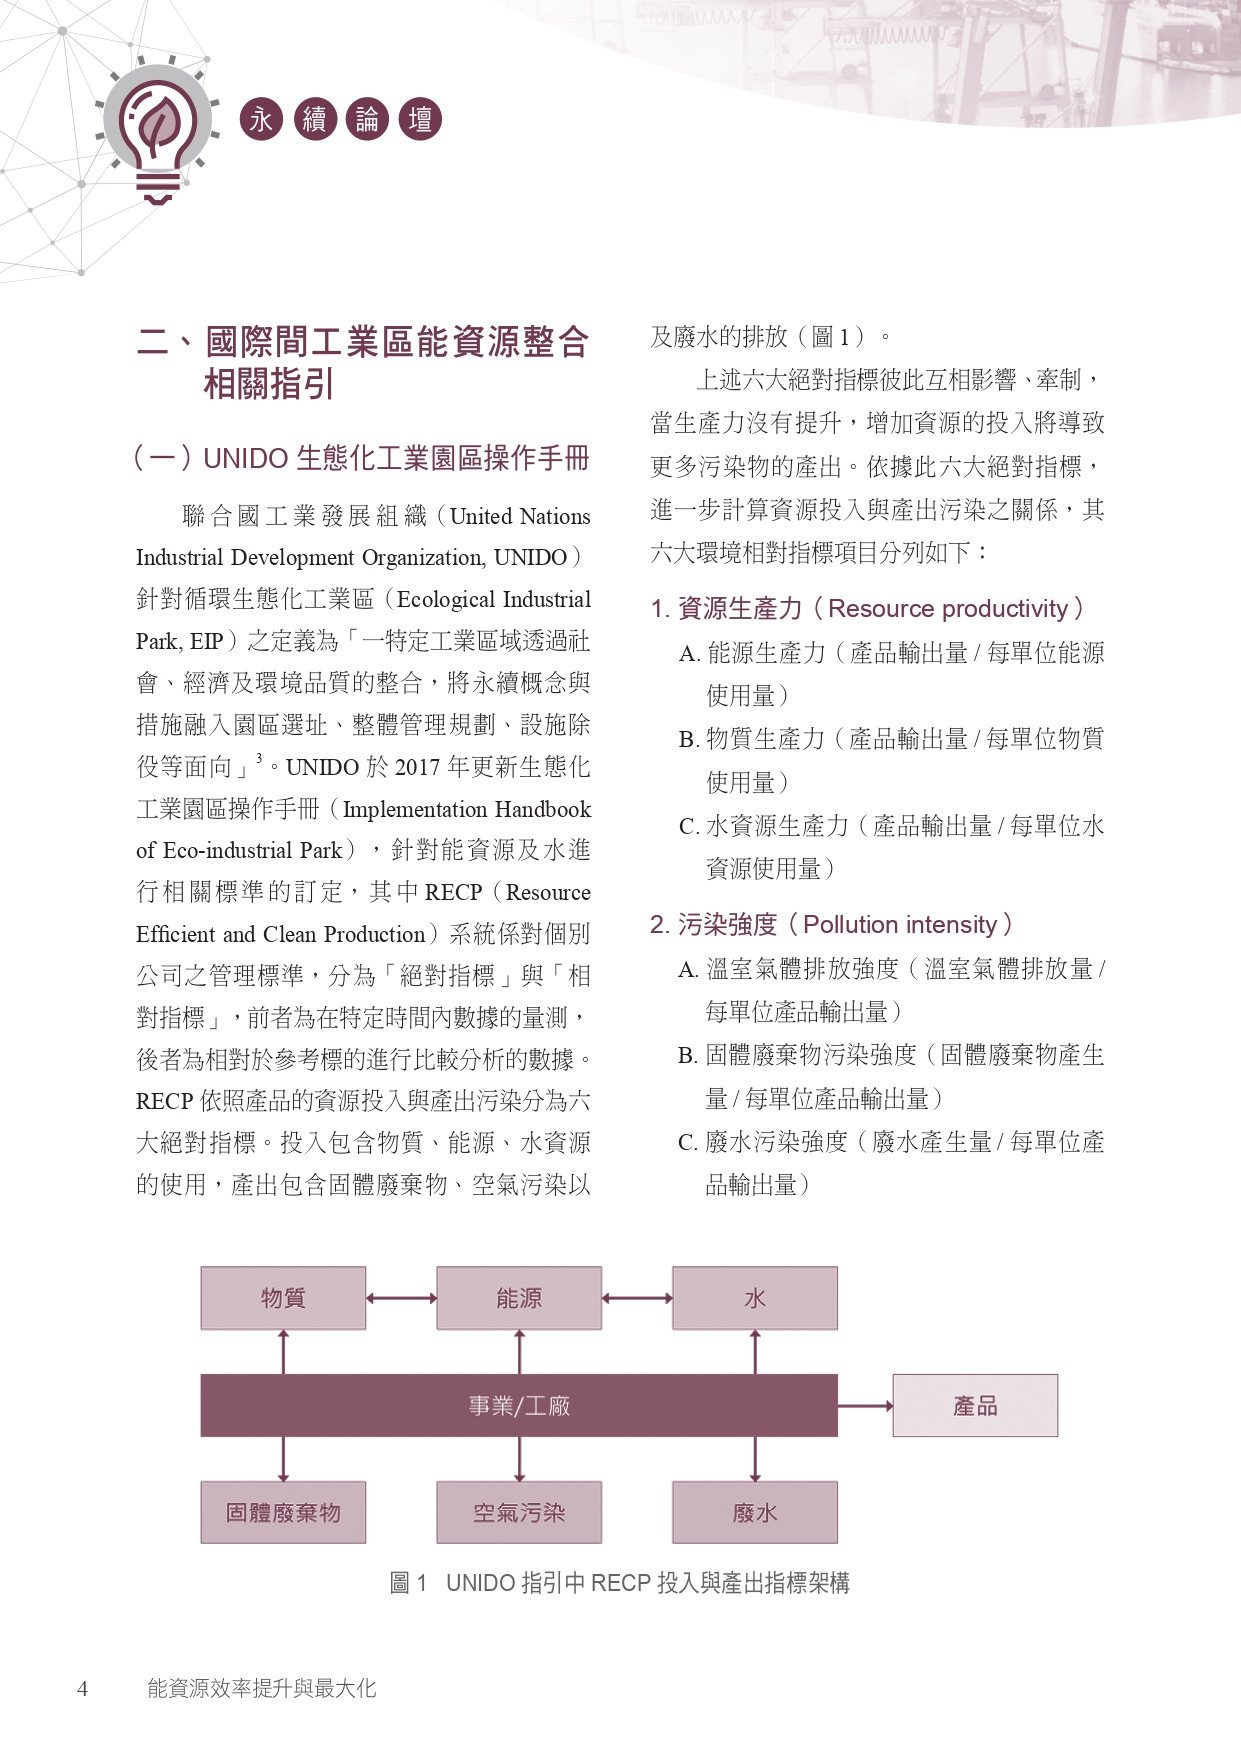 永續論壇
二、國際間工業區能資源整合
相關指引
（一）UNIDO 生態化工業園區操作手冊
聯合國工業發展組織（United Nations
Industrial Development Organization, UNIDO）
針對循環生態化工業區（Ecological Industrial
Park, EIP）之定義為「一特定工業區域透過社
會、經濟及環境品質的整合，將永續概念與
措施融入園區選址、整體管理規劃、設施除
役等面向」3。UNIDO 於 2017 年更新生態化
工業園區操作手冊（Implementation Handbook
of Eco-industrial Park），針對能資源及水進
行相關標準的訂定，其中 RECP（Resource
Efficient and Clean Production）系統係對個別
公司之管理標準，分為「絕對指標」與「相
對指標」，前者為在特定時間內數據的量測，
後者為相對於參考標的進行比較分析的數據。
RECP 依照產品的資源投入與產出污染分為六
大絕對指標。投入包含物質、能源、水資源
的使用，產出包含固體廢棄物、空氣污染以
及廢水的排放（圖 1）。
上述六大絕對指標彼此互相影響、牽制，
當生產力沒有提升，增加資源的投入將導致
更多污染物的產出。依據此六大絕對指標，
進一步計算資源投入與產出污染之關係，其
六大環境相對指標項目分列如下：
1. 資源生產力（Resource productivity）
A. 能源生產力（產品輸出量 / 每單位能源
使用量）
B. 物質生產力（產品輸出量 / 每單位物質
使用量）
C. 水資源生產力（產品輸出量 / 每單位水
資源使用量）
2. 污染強度（Pollution intensity）
A. 溫室氣體排放強度（溫室氣體排放量 /
每單位產品輸出量）
B. 固體廢棄物污染強度（固體廢棄物產生
量 / 每單位產品輸出量）
C. 廢水污染強度（廢水產生量 / 每單位產
品輸出量）
物質
能源
水
事業/工廠
產品
固體廢棄物
空氣污染
廢水
圖 1 UNIDO 指引中 RECP 投入與產出指標架構
4 能資源效率提升與最大化